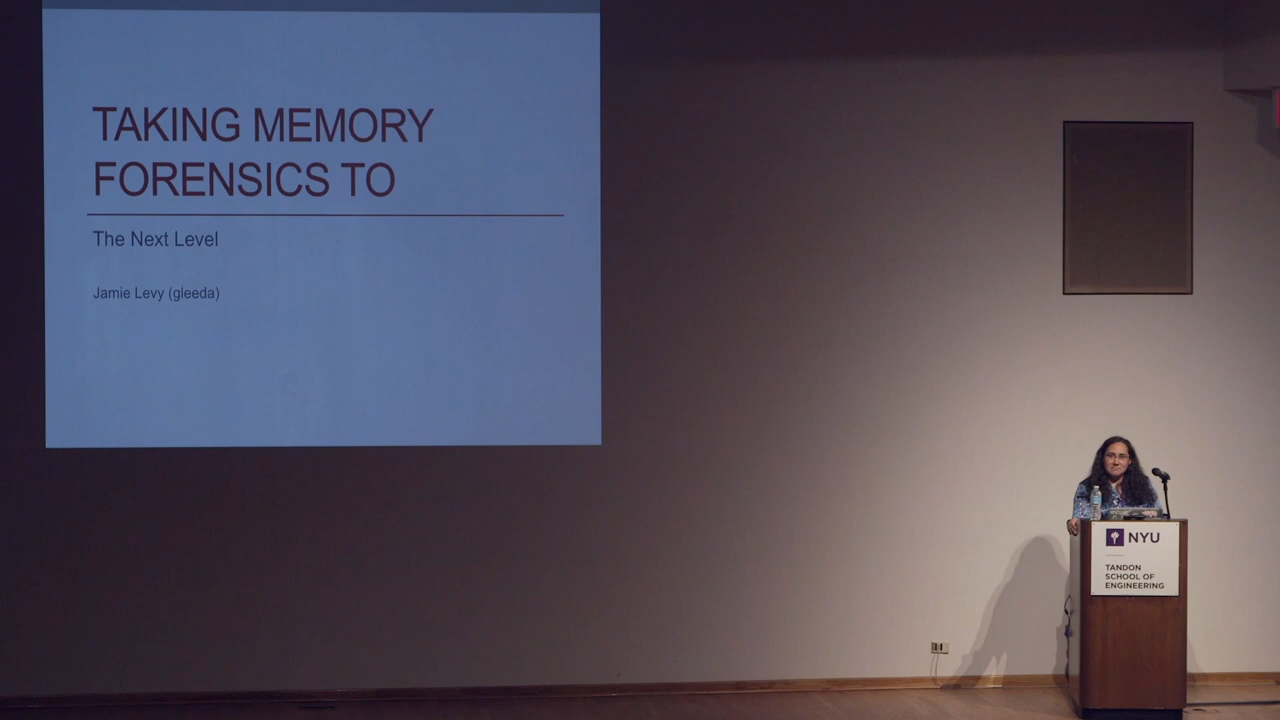 TAKING MEMORY
FORENSICS TO
The Next Level
Jamie Levy (gleeda)
NYU
TANDON
SCHOOL OF
ENGINEERING